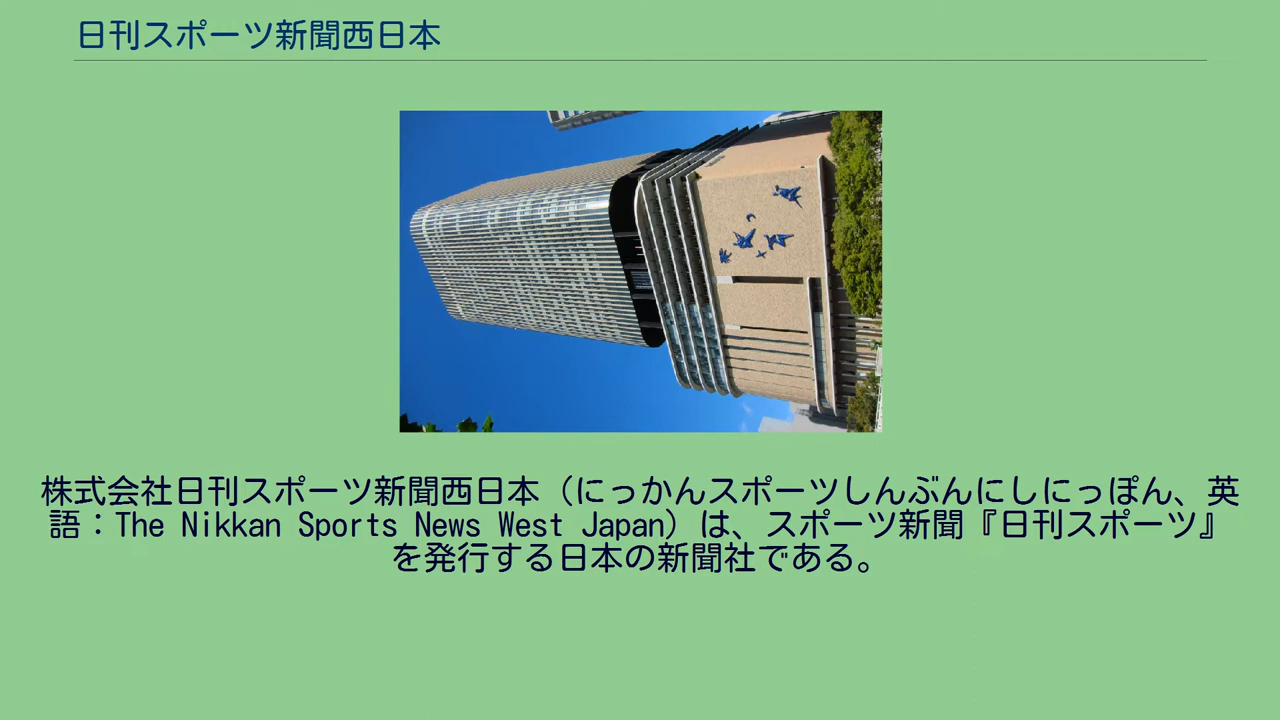 日刊スポーツ新聞西日本
株式会社日刊スポーツ新聞西日本（にっかんスポーツしんぶんにしにっぽん、英
語：The Nikkan Sports News West Japan）は、スポーツ新聞『日刊スポーツ』
を発行する日本の新聞社である。